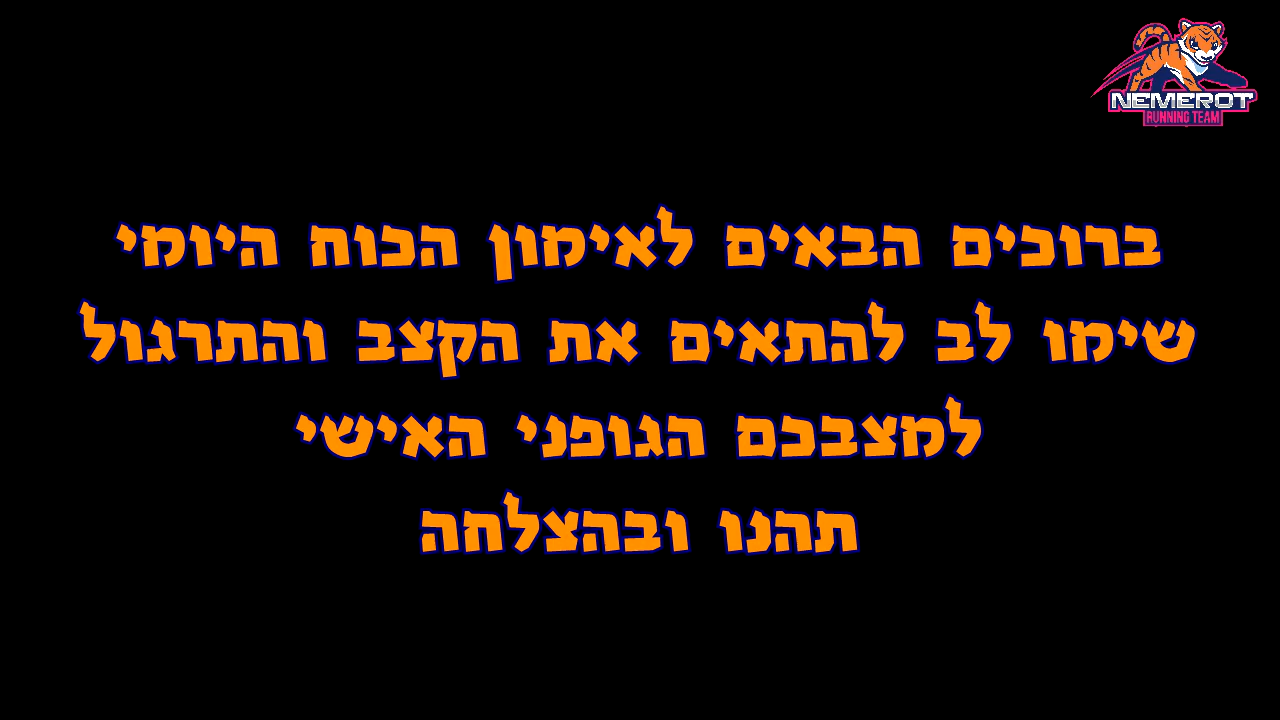 NEMEROT
RUNNING TEAM
ברוכים הבאים לאימון הכוח היומי
שימו לב להתאים את הקצב והתרגול
למצבכם הגופני האישי
תהנו ובהצלחה